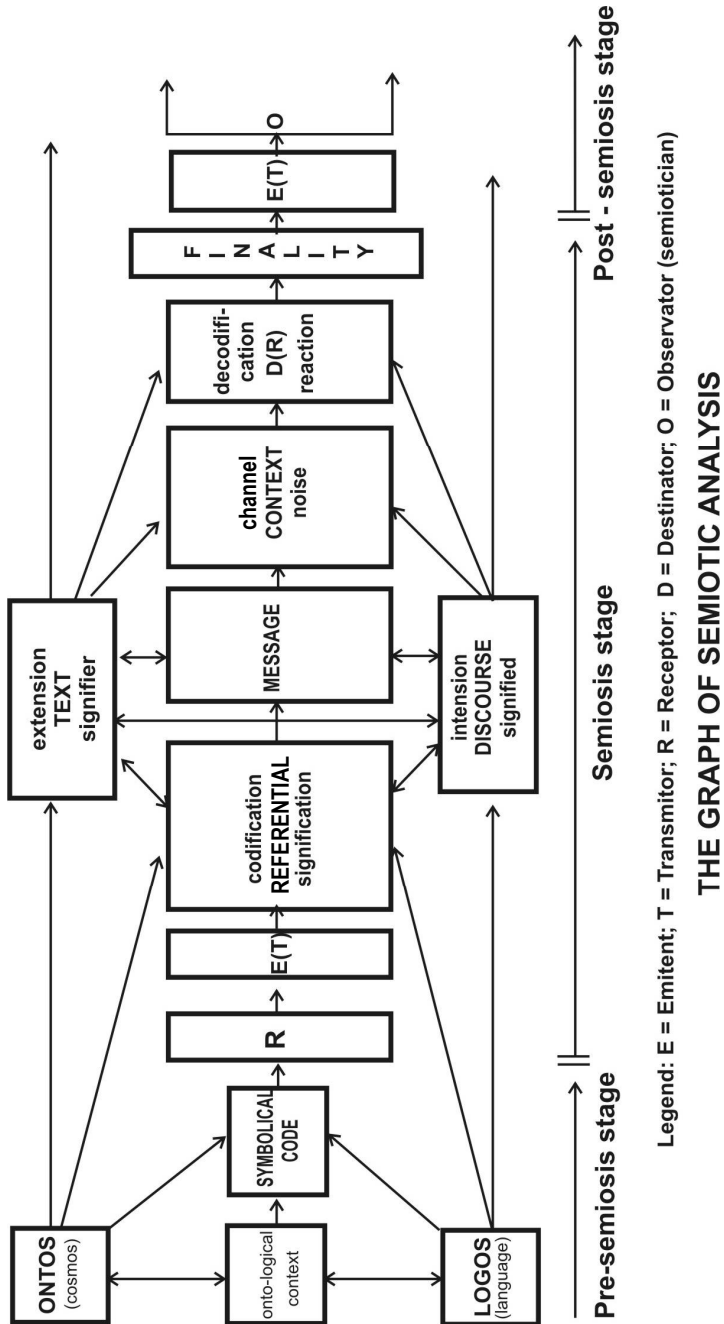 ONTOS
(cosmos)
onto-logical
context
LOGOS
(language)
SYMBOLICAL
CODE
R
E(T)
codification
REFERENTIAL
signification
extension
TEXT
signifier
MESSAGE
intension
DISCOURSE
signified
channel
CONTEXT
noise
decodifi-
cation
D(R)
reaction
FINALITY
E(T)
O
Pre-semiosis stage
Semiosis stage
Post - semiosis stage
Legend: E = Emitent; T = Transmitor; R = Receptor; D = Destinator; O = Observator (semiotician)
THE GRAPH OF SEMIOTIC ANALYSIS